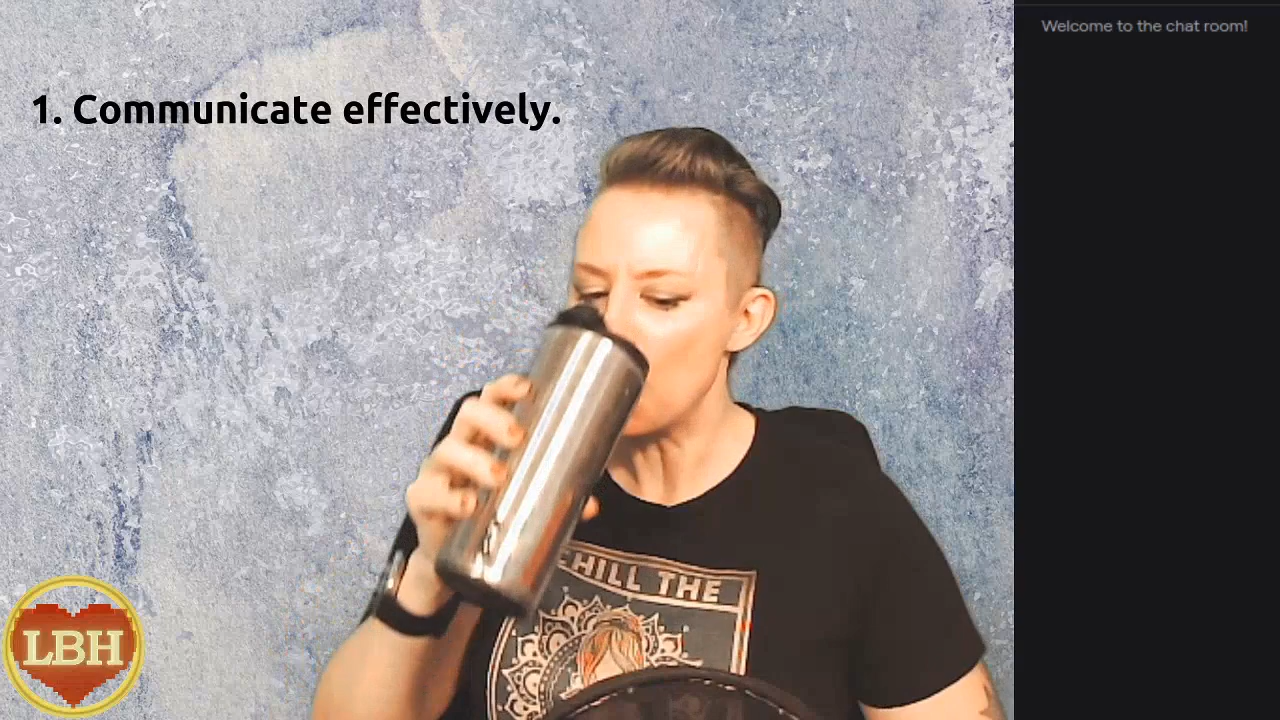 1. Communicate effectively.
Welcome to the chat room!
CHILL THE
LBH